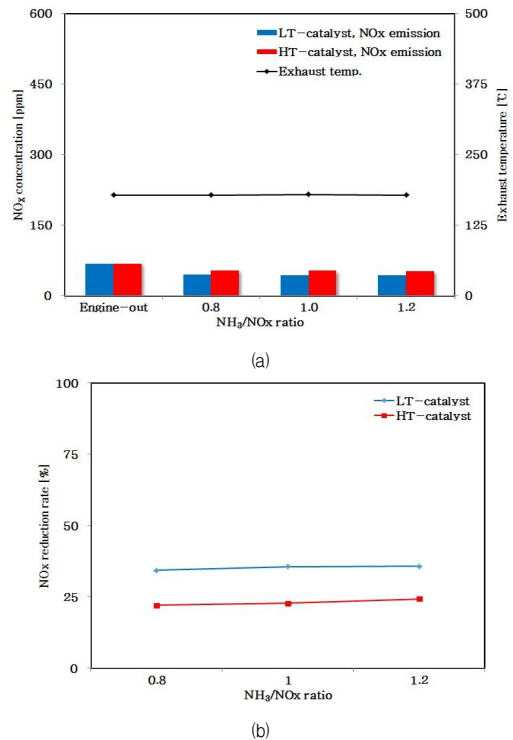 600
450
300
150
0
NOx concentration [ppm]
LT-catalyst, NOx emission
HT-catalyst, NOx emission
Exhaust temp.
500
375
250
125
0
Exhaust temperature [℃]
Engine-out
0.8
1.0
1.2
NH₃/NOx ratio
(a)
100
75
50
25
0
NOx reduction rate [%]
LT-catalyst
HT-catalyst
0.8
1
1.2
NH₃/NOx ratio
(b)